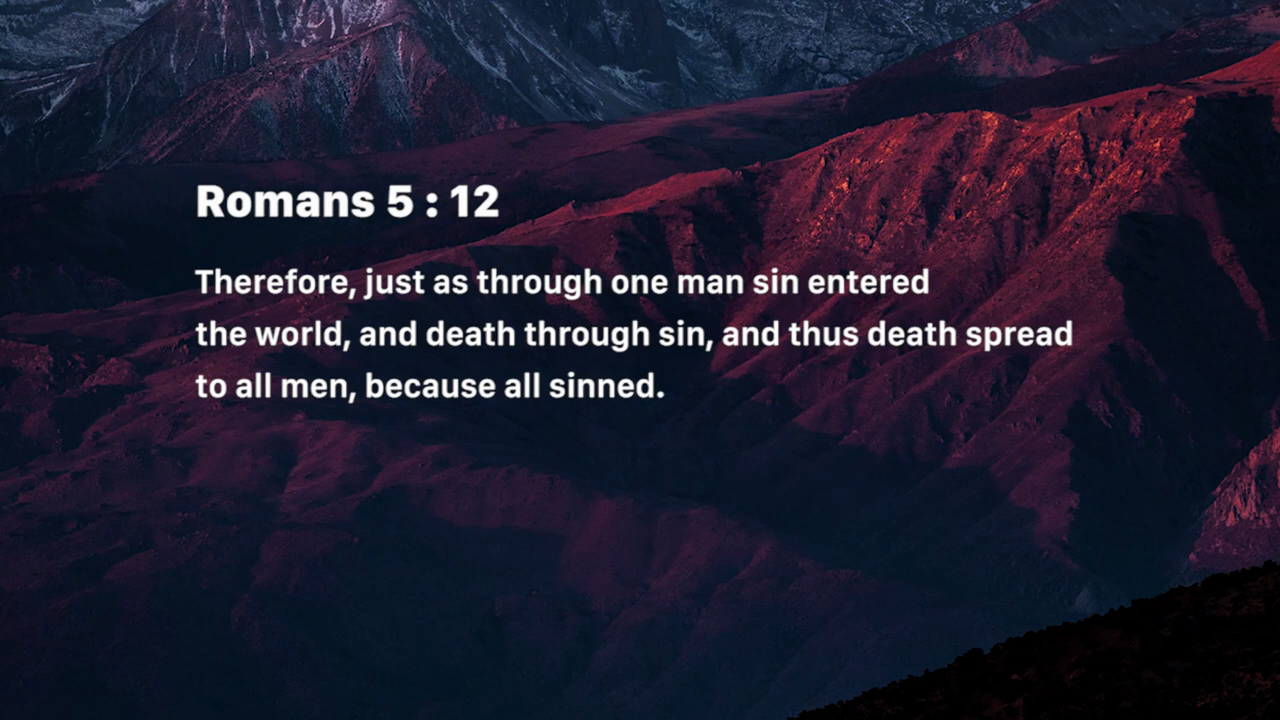 Romans 5 : 12
Therefore, just as through one man sin entered
the world, and death through sin, and thus death spread
to all men, because all sinned.